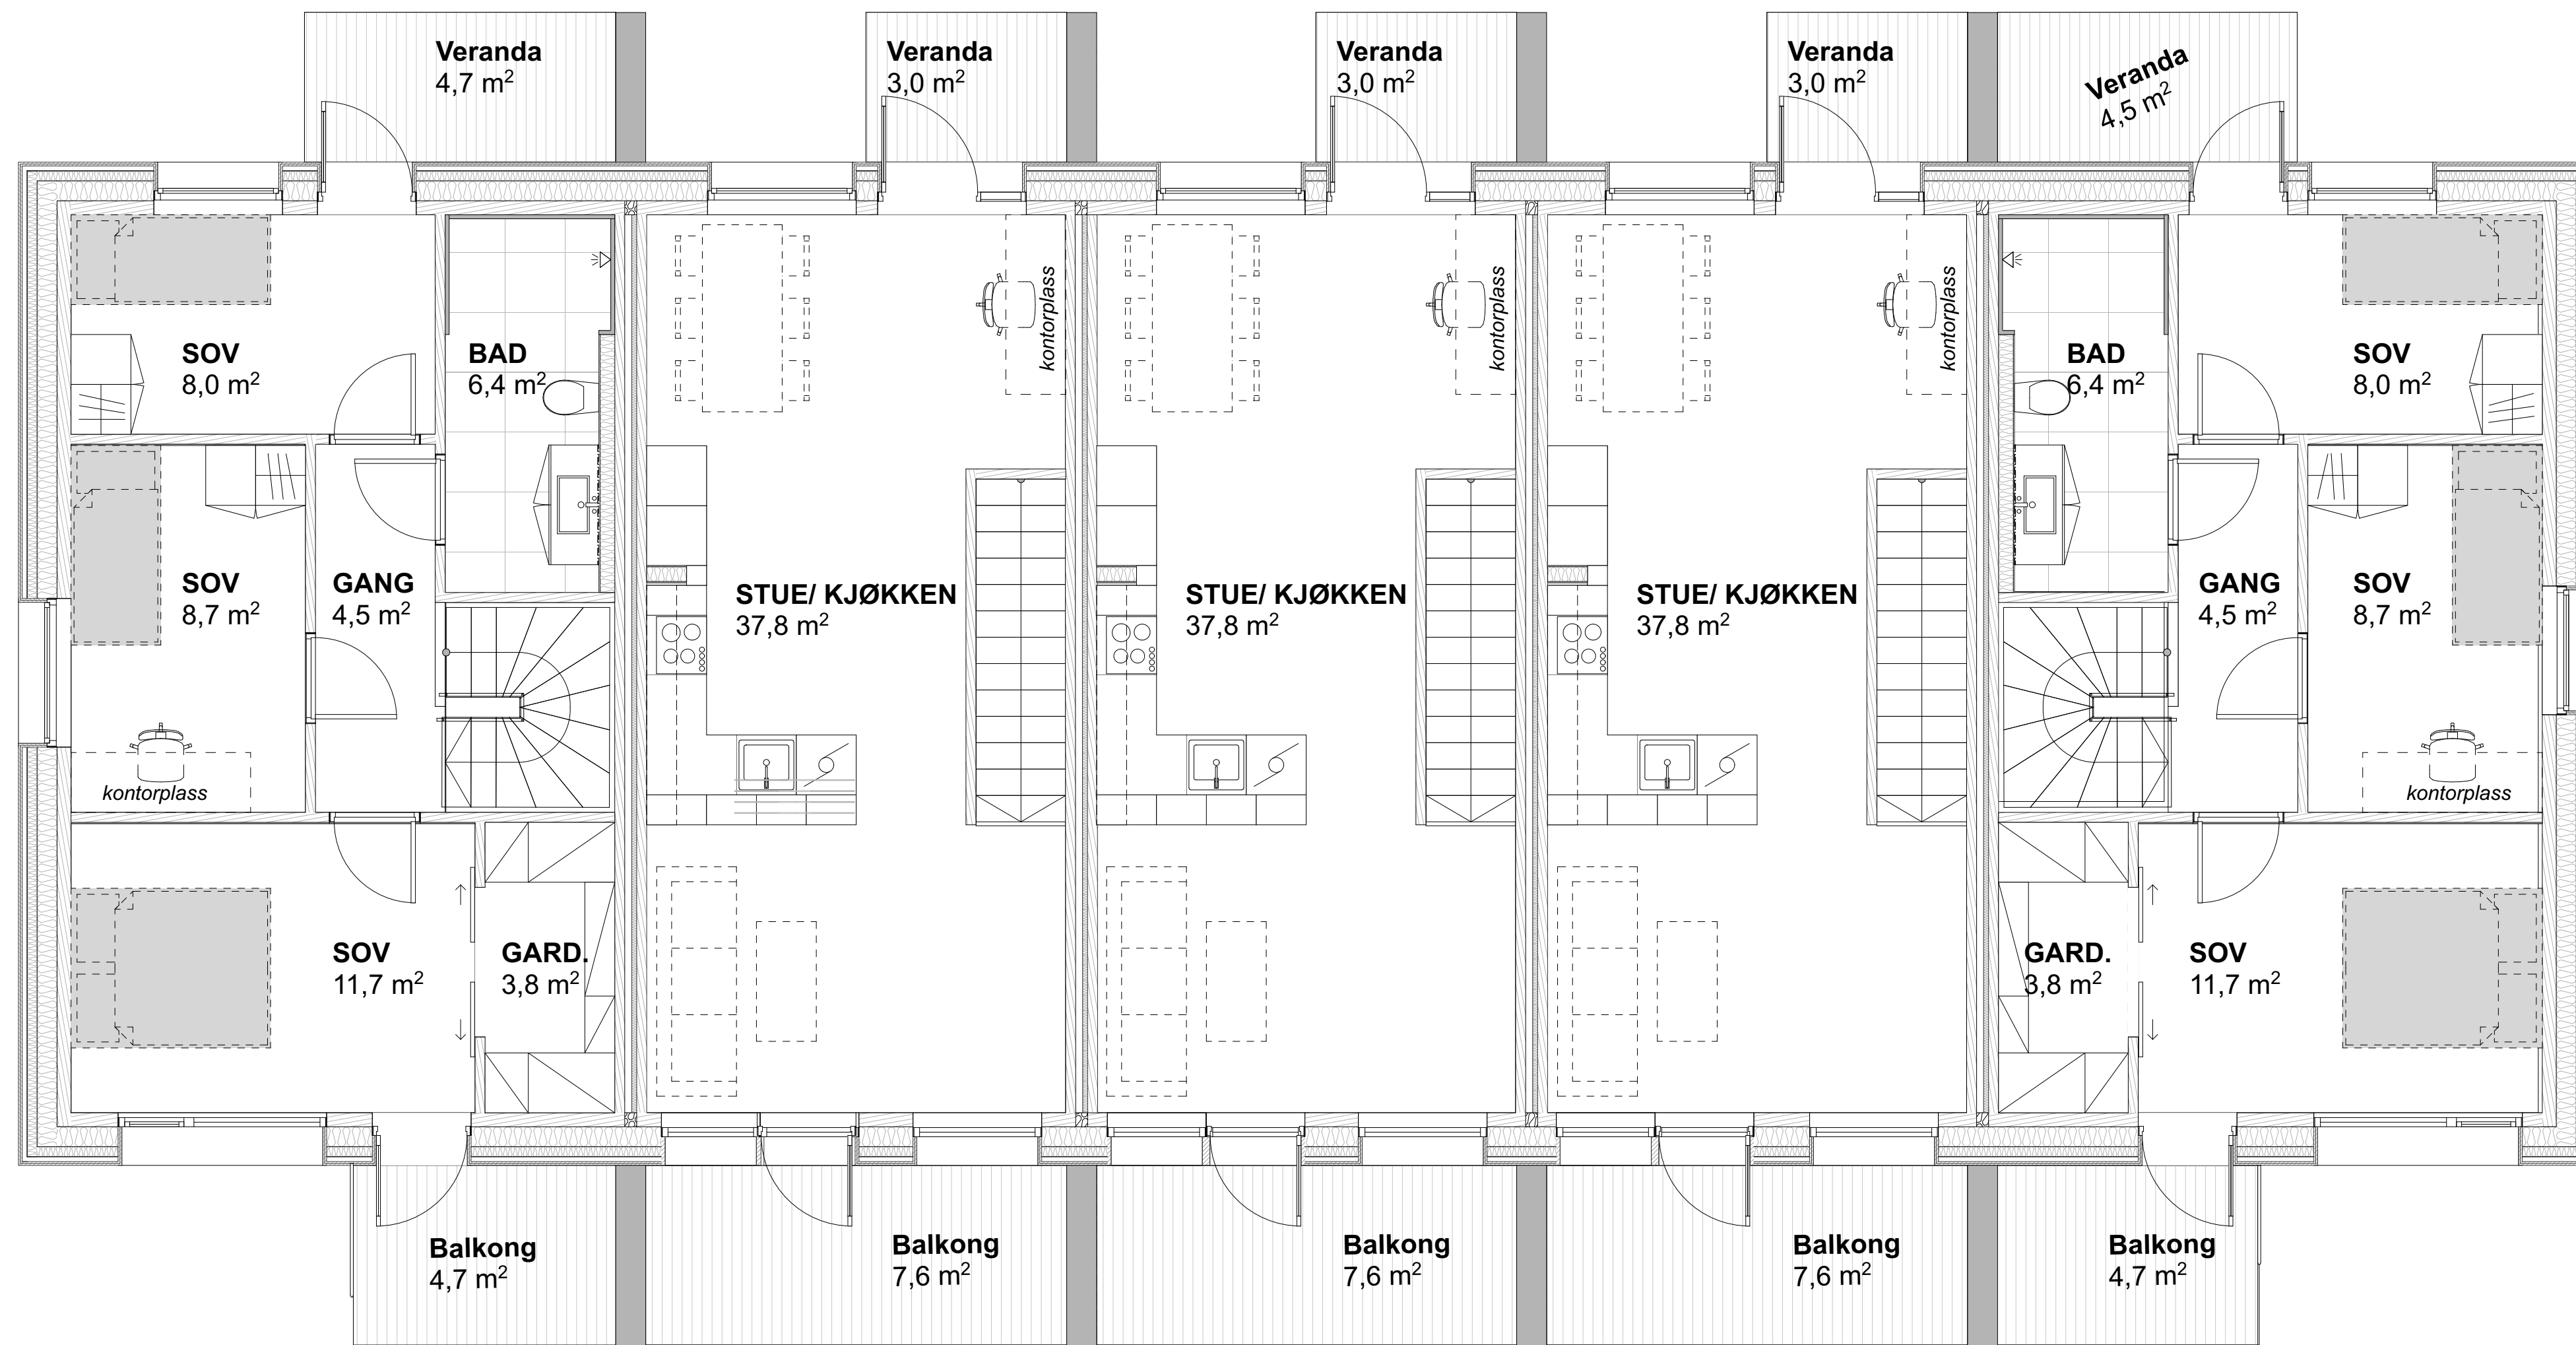 Veranda
4,7 m²
Veranda
3,0 m²
Veranda
3,0 m²
Veranda
3,0 m²
Veranda
4,5 m²
kontorplass
kontorplass
kontorplass
SOV
8,0 m²
BAD
6,4 m²
BAD
6,4 m²
SOV
8,0 m²
SOV
8,7 m²
GANG
4,5 m²
STUE/ KJØKKEN
37,8 m²
STUE/ KJØKKEN
37,8 m²
STUE/ KJØKKEN
37,8 m²
GANG
4,5 m²
SOV
8,7 m²
kontorplass
kontorplass
SOV
11,7 m²
GARD.
3,8 m²
GARD.
3,8 m²
SOV
11,7 m²
Balkong
4,7 m²
Balkong
7,6 m²
Balkong
7,6 m²
Balkong
7,6 m²
Balkong
4,7 m²